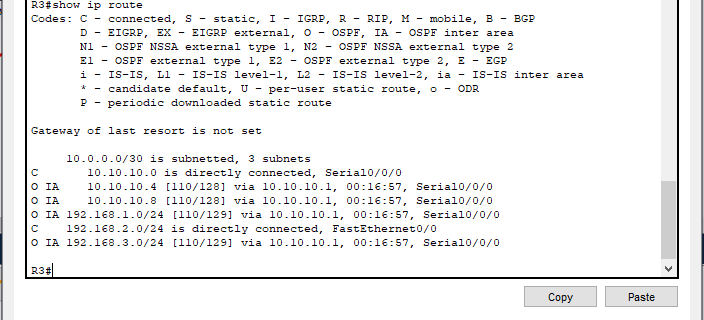 R3#show ip route
Codes: C - connected, S - static, I - IGRP, R - RIP, M - mobile, B - BGP
D - EIGRP, EX - EIGRP external, O - OSPF, IA - OSPF inter area
N1 - OSPF NSSA external type 1, N2 - OSPF NSSA external type 2
E1 - OSPF external type 1, E2 - OSPF external type 2, E - EGP
i - IS-IS, L1 - IS-IS level-1, L2 - IS-IS level-2, ia - IS-IS inter area
* - candidate default, U - per-user static route, o - ODR
P - periodic downloaded static route
Gateway of last resort is not set
10.0.0.0/30 is subnetted, 3 subnets
C 10.10.10.0 is directly connected, Serial0/0/0
O IA 10.10.10.4 [110/128] via 10.10.10.1, 00:16:57, Serial0/0/0
O IA 10.10.10.8 [110/128] via 10.10.10.1, 00:16:57, Serial0/0/0
O IA 192.168.1.0/24 [110/129] via 10.10.10.1, 00:16:57, Serial0/0/0
C 192.168.2.0/24 is directly connected, FastEthernet0/0
O IA 192.168.3.0/24 [110/129] via 10.10.10.1, 00:16:57, Serial0/0/0
R3#
Copy Paste